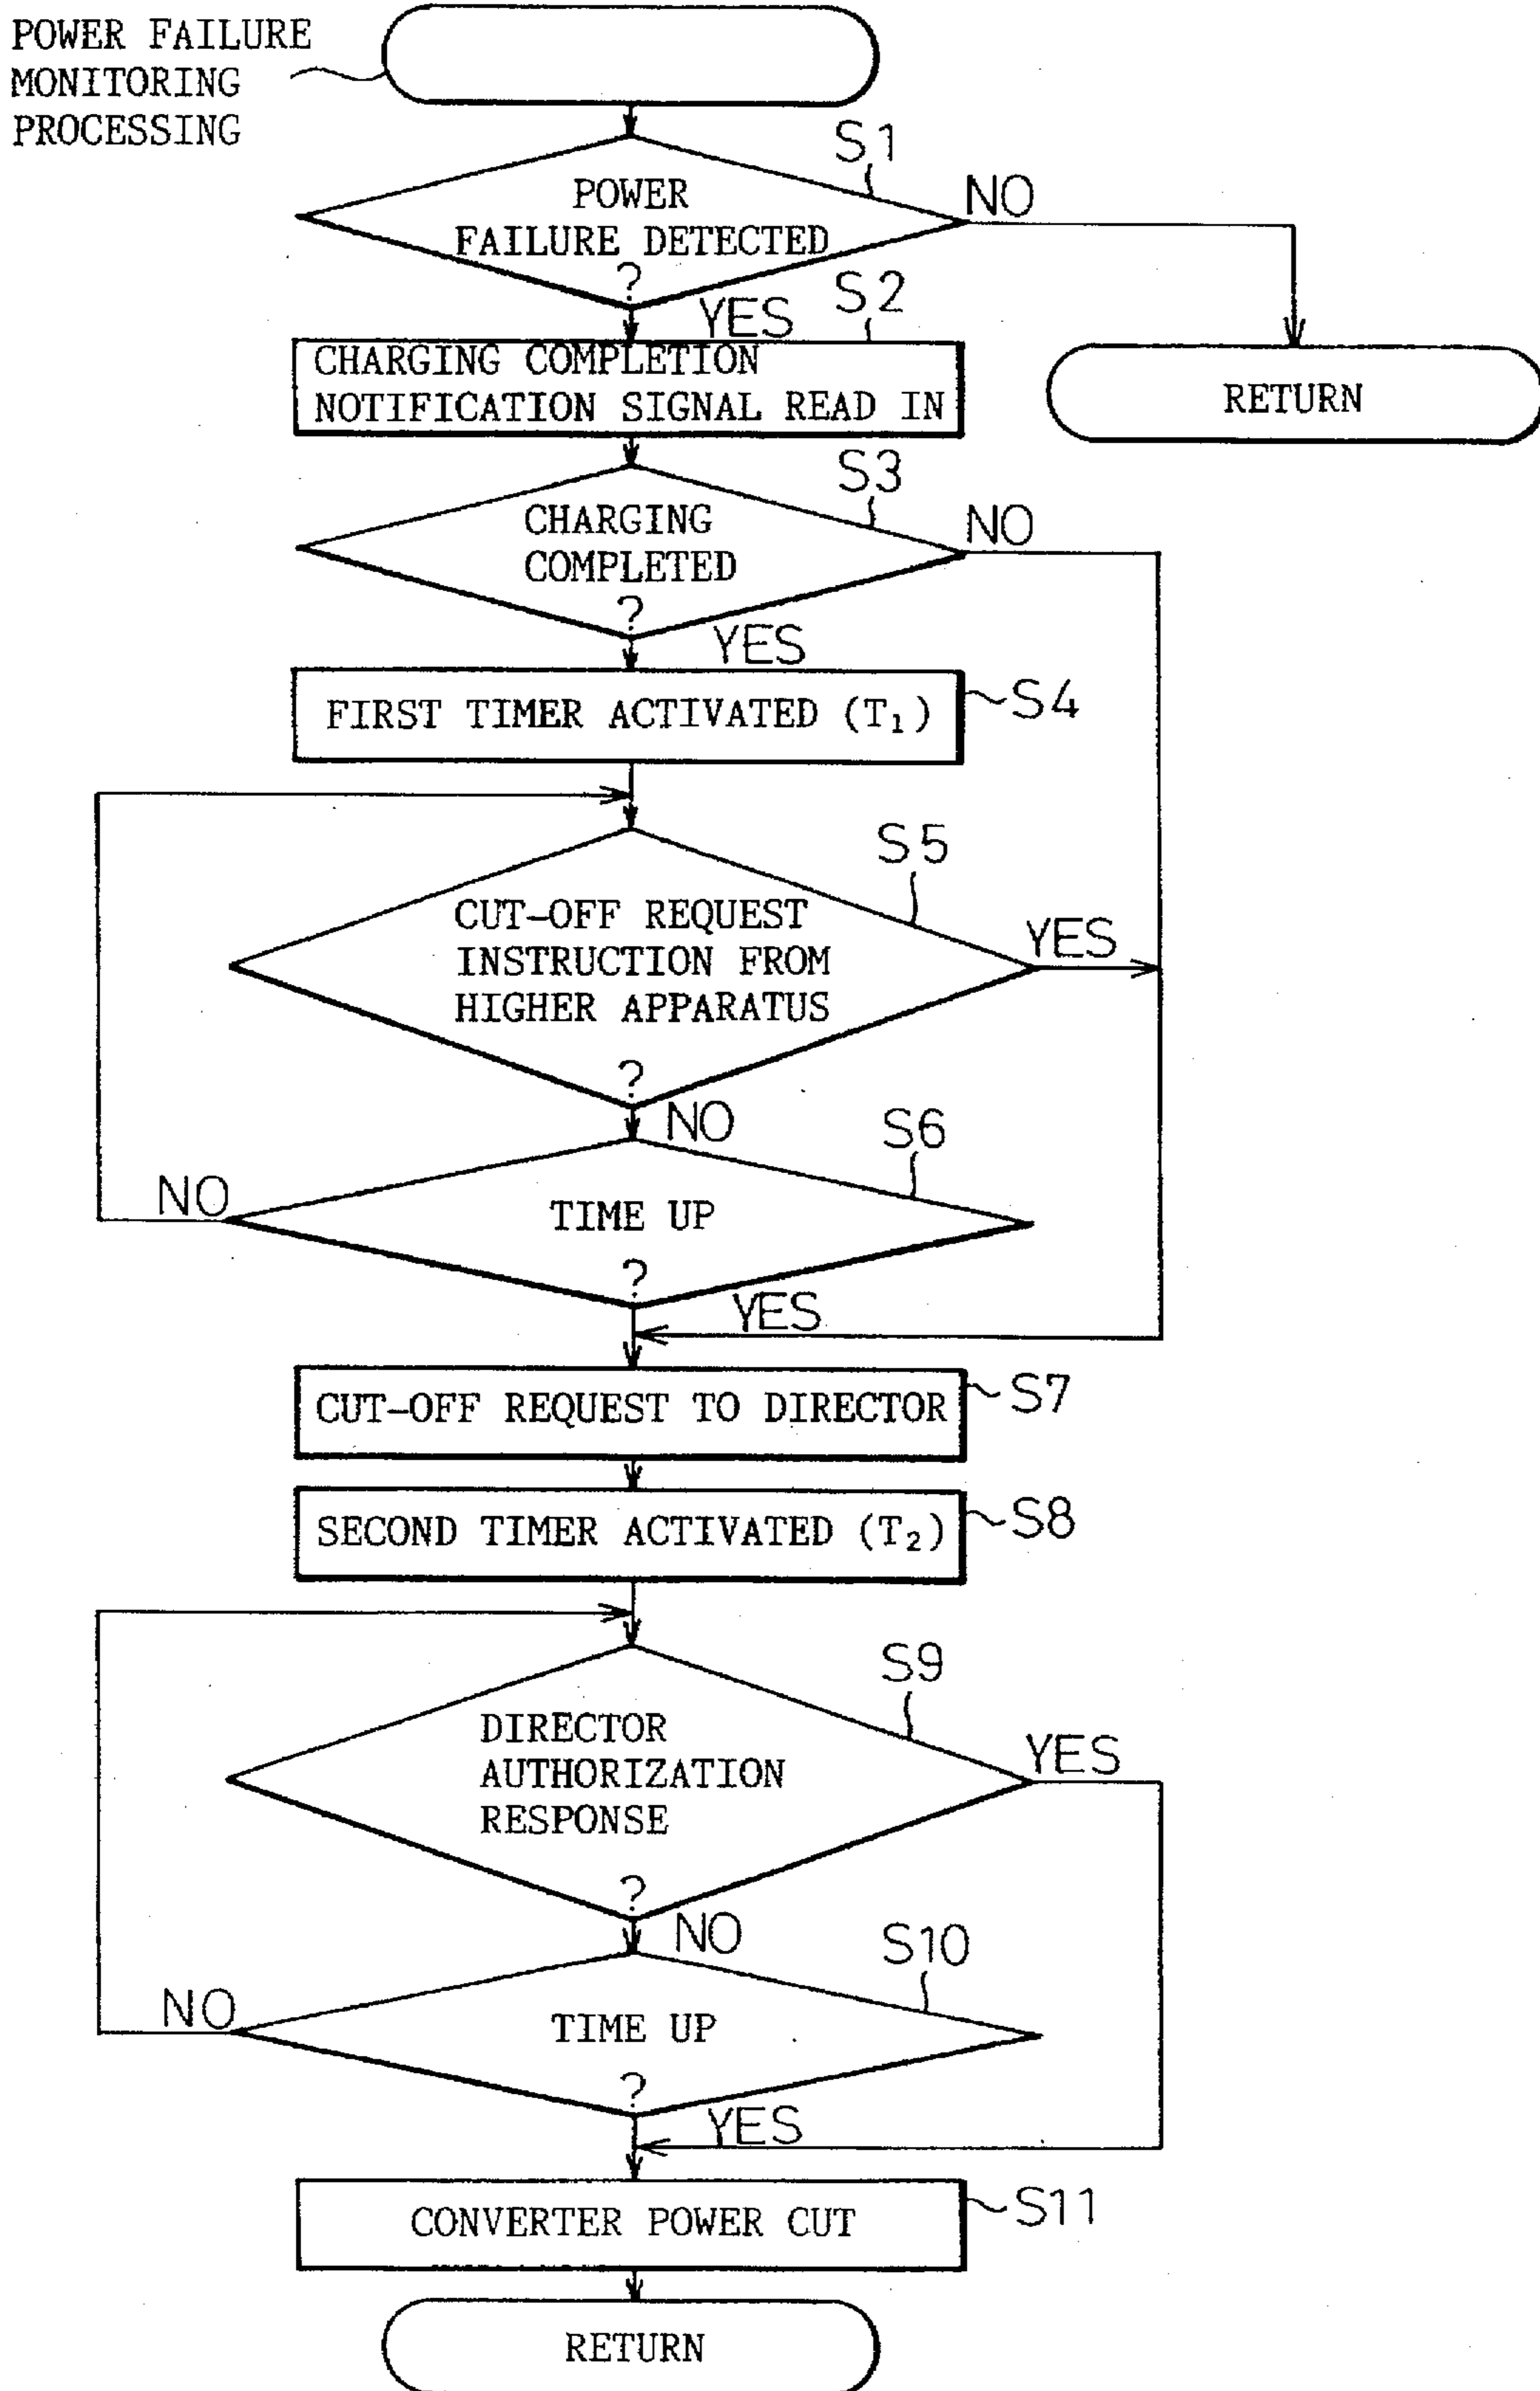 POWER FAILURE
MONITORING
PROCESSING
S1
POWER
FAILURE DETECTED
?
NO
YES
S2
CHARGING COMPLETION
NOTIFICATION SIGNAL READ IN
RETURN
S3
CHARGING
COMPLETED
?
NO
YES
FIRST TIMER ACTIVATED (T₁)
S4
S5
CUT-OFF REQUEST
INSTRUCTION FROM
HIGHER APPARATUS
?
YES
NO
S6
NO
TIME UP
?
YES
CUT-OFF REQUEST TO DIRECTOR
S7
SECOND TIMER ACTIVATED (T₂)
S8
S9
DIRECTOR
AUTHORIZATION
RESPONSE
?
YES
NO
S10
NO
TIME UP
?
YES
CONVERTER POWER CUT
S11
RETURN